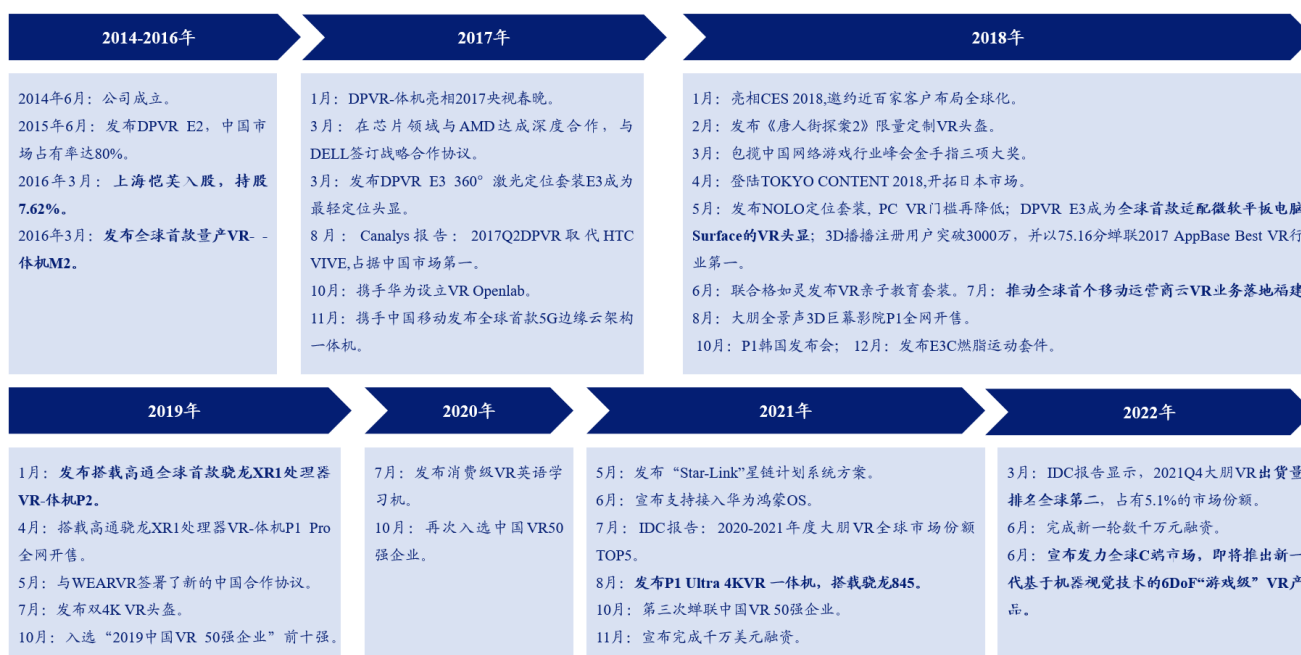 2014-2016年
2017年
2018年
2014年6月：公司成立。
2015年6月：发布DPVR E2，中国市
场占有率达80%。
2016年3月：上海恺英入股，持股
7.62%。
2016年3月：发布全球首款量产VR- -
体机M2。
1月：DPVR-体机亮相2017央视春晚。
3月：在芯片领域与AMD达成深度合作，与
DELL签订战略合作协议。
3月：发布DPVR E3 360°激光定位套装E3成为
最轻定位头显。
8月：Canalys报告：2017Q2DPVR取代HTC
VIVE,占据中国市场第一。
10月：携手华为设立VR Openlab。
11月：携手中国移动发布全球首款5G边缘云架构
一体机。
1月：亮相CES 2018,邀约近百家客户布局全球化。
2月：发布《唐人街探案2》限量定制VR头盔。
3月：包揽中国网络游戏行业峰会金手指三项大奖。
4月：登陆TOKYO CONTENT 2018,开拓日本市场。
5月：发布NOLO定位套装, PC VR门槛再降低；DPVR E3成为全球首款适配微软平板电脑
Surface的VR头显；3D播播注册用户突破3000万，并以75.16分蝉联2017 AppBase Best VR行
业第一。
6月：联合格如灵发布VR亲子教育套装。7月：推动全球首个移动运营商云VR业务落地福建
8月：大朋全景声3D巨幕影院P1全网开售。
10月：P1韩国发布会； 12月：发布E3C燃脂运动套件。
2019年
2020年
2021年
2022年
1月：发布搭载高通全球首款骁龙XR1处理器
VR-体机P2。
4月：搭载高通骁龙XR1处理器VR-体机P1 Pro
全网开售。
5月：与WEARVR签署了新的中国合作协议。
7月：发布双4K VR头盔。
10月：入选“2019中国VR 50强企业”前十强。
7月：发布消费级VR英语学
习机。
10月：再次入选中国VR50
强企业。
5月：发布“Star-Link”星链计划系统方案。
6月：宣布支持接入华为鸿蒙OS。
7月：IDC报告：2020-2021年度大朋VR全球市场份额
TOP5。
8月：发布P1 Ultra 4KVR 一体机，搭载骁龙845。
10月：第三次蝉联中国VR 50强企业。
11月：宣布完成千万美元融资。
3月：IDC报告显示，2021Q4大朋VR出货量
排名全球第二，占有5.1%的市场份额。
6月：完成新一轮数千万元融资。
6月：宣布发力全球C端市场，即将推出新一
代基于机器视觉技术的6DoF“游戏级”VR产
品。